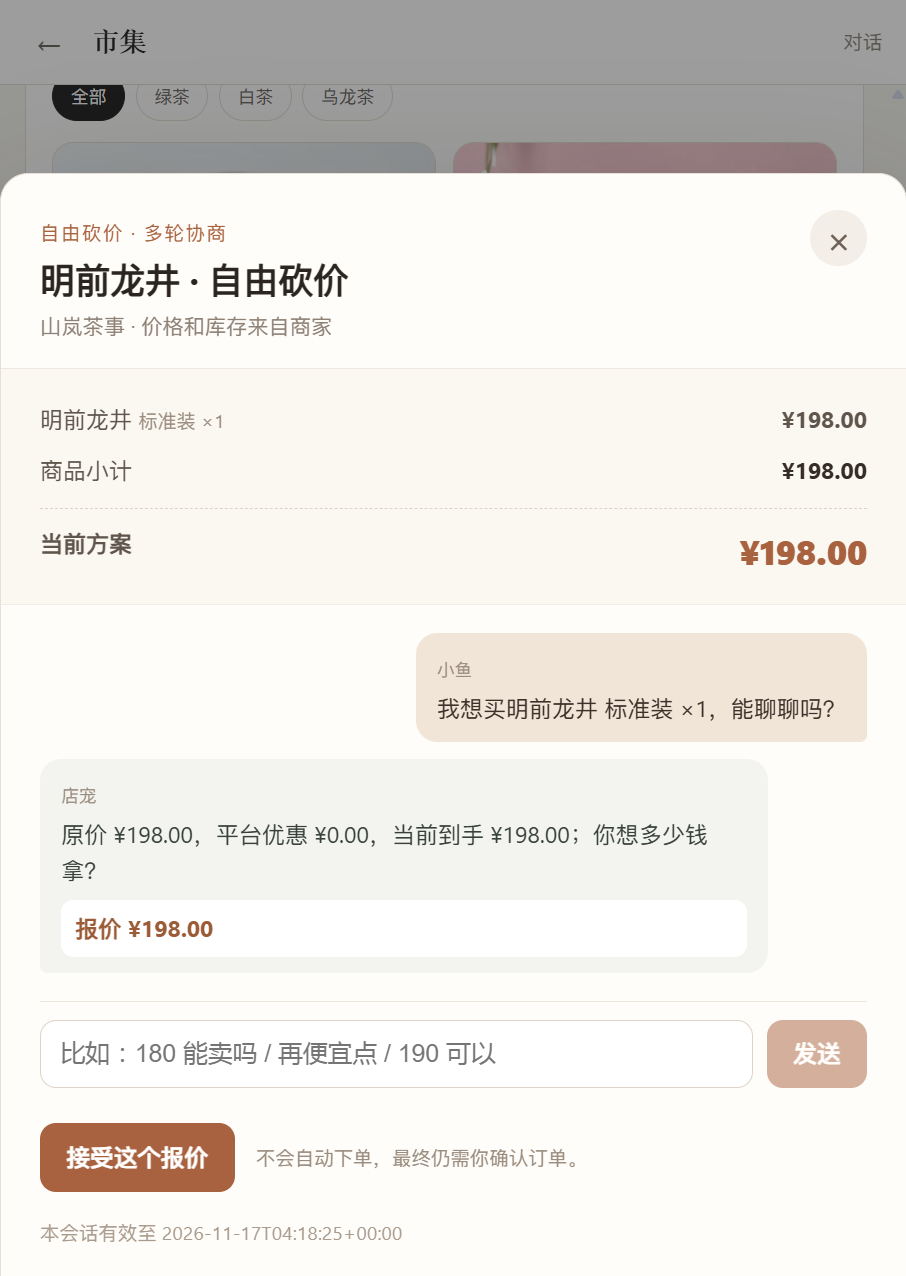 ← 市集 对话
全部 绿茶 白茶 乌龙茶
自由砍价 · 多轮协商
明前龙井 · 自由砍价
山岚茶事 · 价格和库存来自商家
明前龙井 标准装 ×1 ¥198.00
商品小计 ¥198.00
当前方案 ¥198.00
小鱼
我想买明前龙井 标准装 ×1，能聊聊吗？
店宠
原价 ¥198.00，平台优惠 ¥0.00，当前到手 ¥198.00；你想多少钱
拿？
报价 ¥198.00
比如：180 能卖吗 / 再便宜点 / 190 可以
发送
接受这个报价 不会自动下单，最终仍需你确认订单。
本会话有效至 2026-11-17T04:18:25+00:00